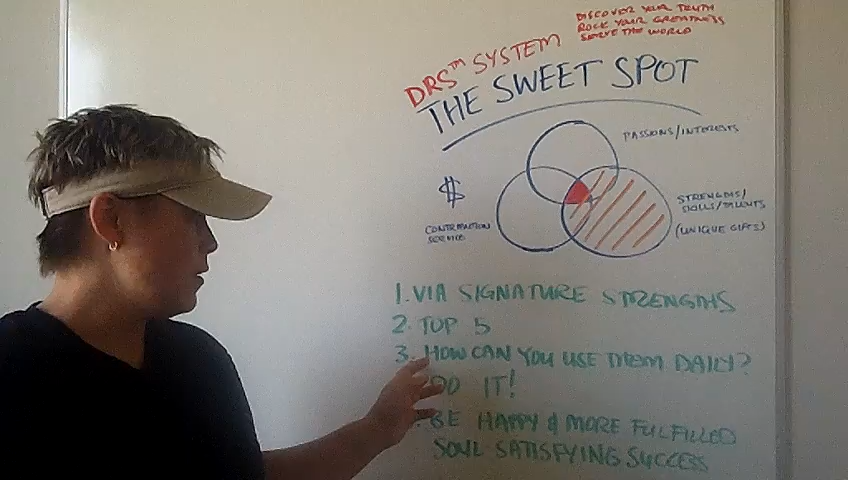 DISCOVER YOUR TRUTH
ROCK YOUR GREATNESS
SERVE THE WORLD
DRS™ SYSTEM
THE SWEET SPOT
PASSIONS/INTERESTS
$
STRENGTHS/
SKILLS/TALENTS
(UNIQUE GIFTS)
CONTRIBUTION
SERVICE
1. VIA SIGNATURE STRENGTHS
2. TOP 5
3. HOW CAN YOU USE THEM DAILY?
DO IT!
BE HAPPY & MORE FULFILLED
SOUL SATISFYING SUCCESS